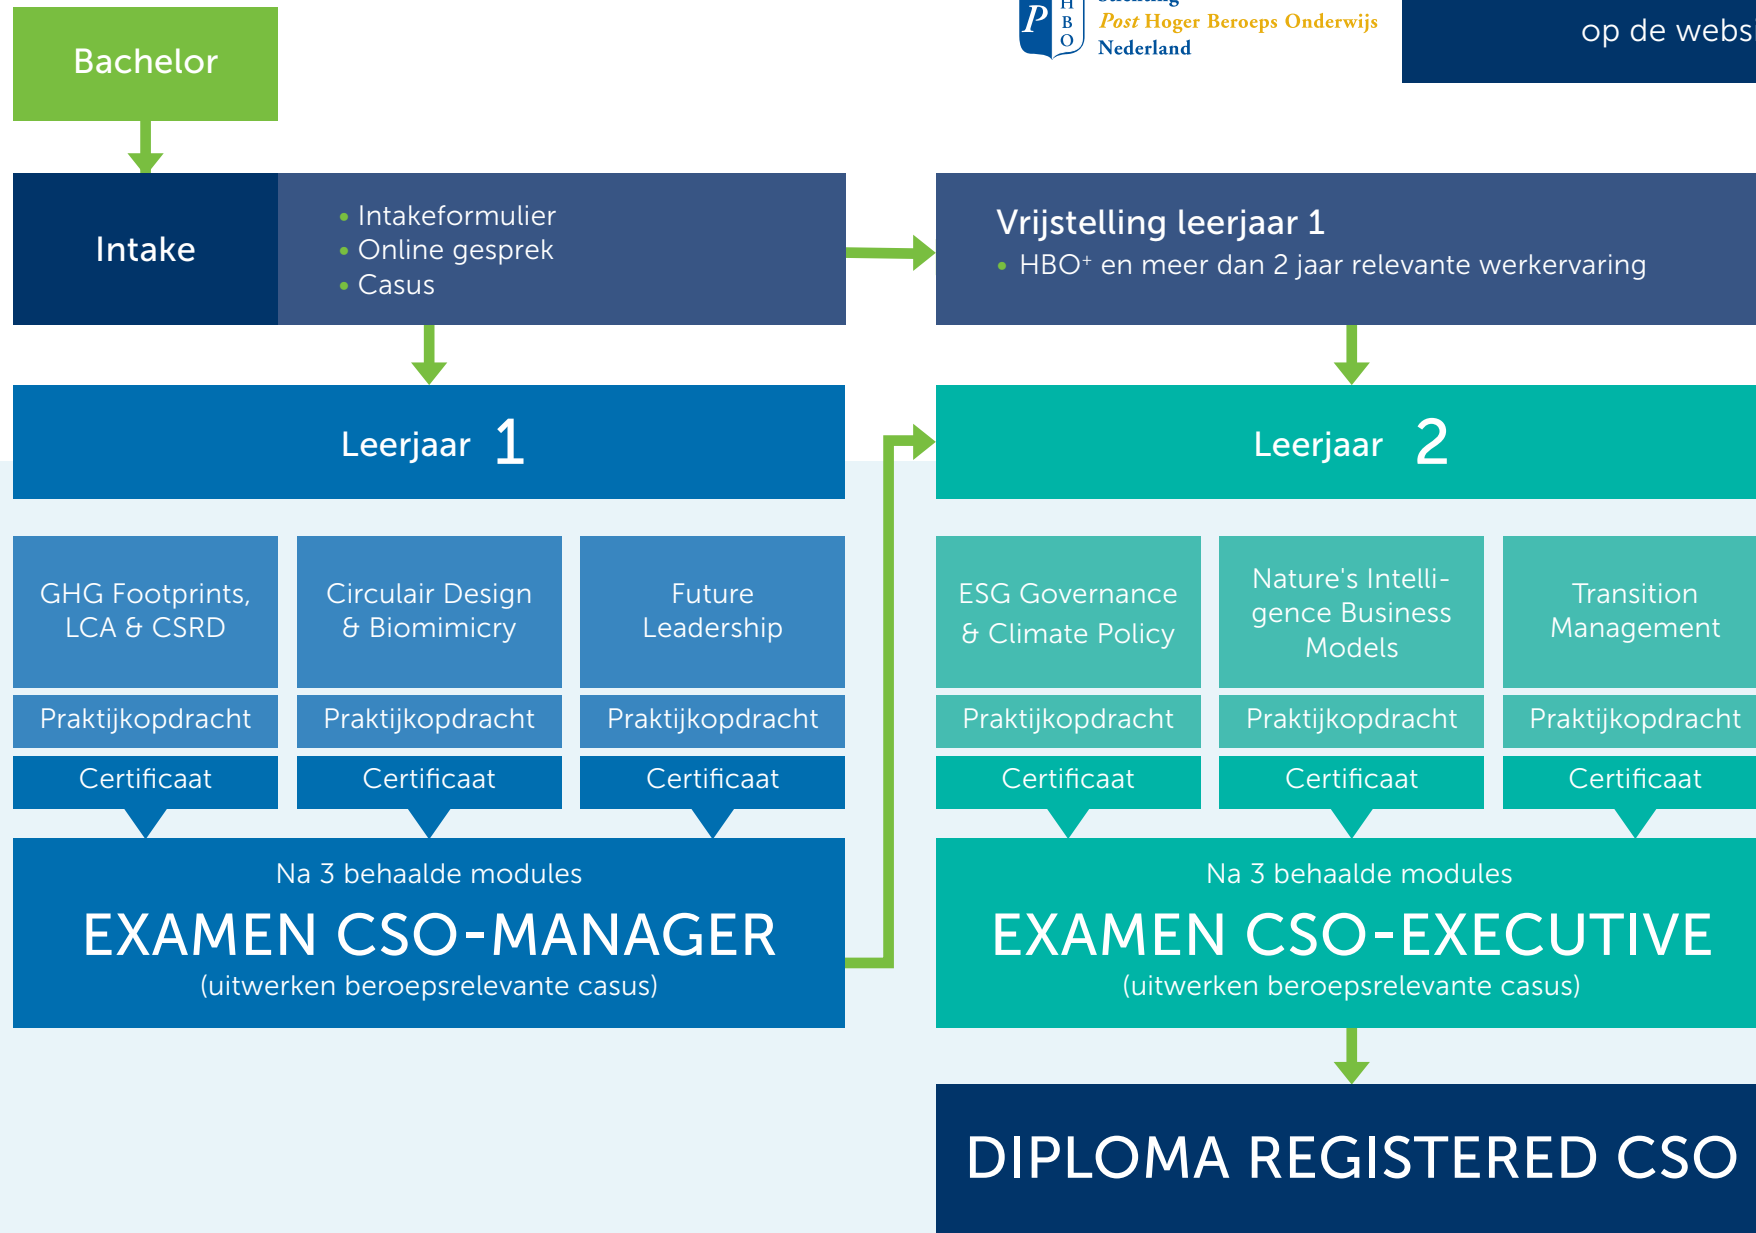 Bachelor
P
H
B
O
Post Hoger Beroeps Onderwijs
Nederland
op de
Intake
• Intakeformulier
• Online gesprek
• Casus
Vrijstelling leerjaar 1
• HBO+ en meer dan 2 jaar relevante werkervaring
Leerjaar 1
Leerjaar 2
GHG Footprints,
LCA & CSRD
Circulair Design
& Biomimicry
Future
Leadership
ESG Governance
& Climate Policy
Nature's Intelli-
gence Business
Models
Transition
Management
Praktijkopdracht
Praktijkopdracht
Praktijkopdracht
Praktijkopdracht
Praktijkopdracht
Praktijkopdracht
Certificaat
Certificaat
Certificaat
Certificaat
Certificaat
Certificaat
Na 3 behaalde modules
EXAMEN CSO-MANAGER
(uitwerken beroepsrelevante casus)
Na 3 behaalde modules
EXAMEN CSO-EXECUTIVE
(uitwerken beroepsrelevante casus)
DIPLOMA REGISTERED CSO